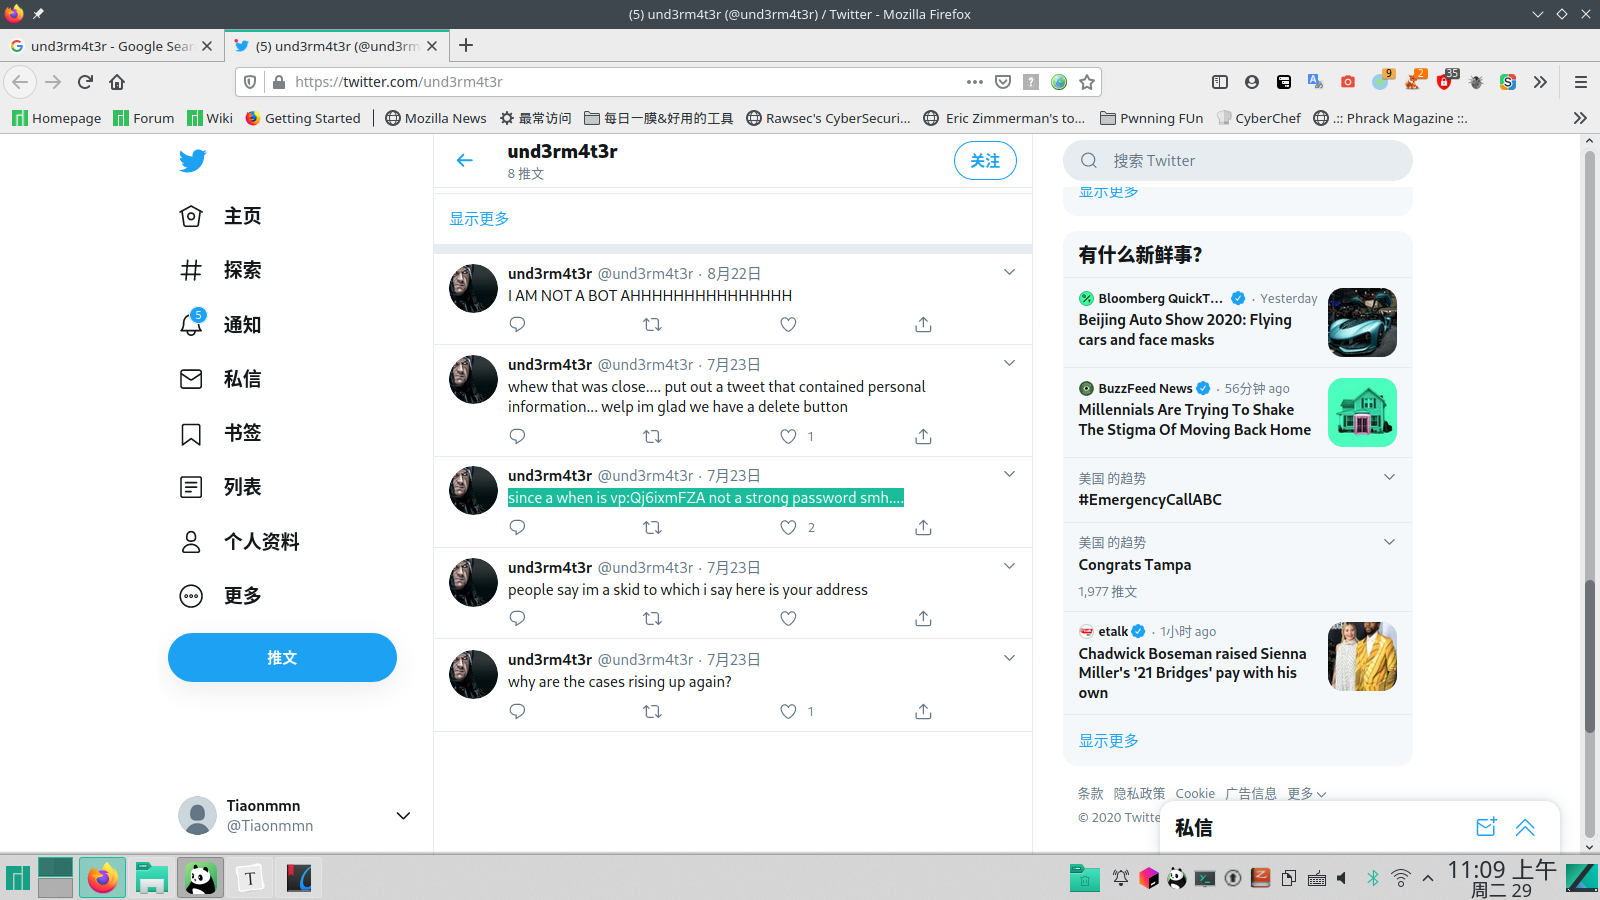 (5) und3rm4t3r (@und3rm4t3r) / Twitter - Mozilla Firefox
und3rm4t3r - Google Sear
(5) und3rm4t3r (@und3rm
https://twitter.com/und3rm4t3r
9
2
35
Homepage
Forum
Wiki
Getting Started
Mozilla News
最常访问
每日一膜&好用的工具
Rawsec's CyberSecuri...
Eric Zimmerman's to...
Pwnning FUn
CyberChef
.:: Phrack Magazine ::.
主页
探索
5
通知
私信
书签
列表
个人资料
更多
推文
Tiaonmmn
@Tiaonmmn
und3rm4t3r
8 推文
关注
显示更多
und3rm4t3r @und3rm4t3r · 8月22日
I AM NOT A BOT AHHHHHHHHHHHHHHH
und3rm4t3r @und3rm4t3r · 7月23日
whew that was close.... put out a tweet that contained personal
information... welp im glad we have a delete button
1
und3rm4t3r @und3rm4t3r · 7月23日
since a when is vp:Qj6ixmFZA not a strong password smh....
2
und3rm4t3r @und3rm4t3r · 7月23日
people say im a skid to which i say here is your address
und3rm4t3r @und3rm4t3r · 7月23日
why are the cases rising up again?
1
搜索 Twitter
显示更多
有什么新鲜事?
Bloomberg QuickT... · Yesterday
Beijing Auto Show 2020: Flying
cars and face masks
BuzzFeed News · 56分钟 ago
Millennials Are Trying To Shake
The Stigma Of Moving Back Home
美国 的趋势
#EmergencyCallABC
美国 的趋势
Congrats Tampa
1,977 推文
etalk · 1小时 ago
Chadwick Boseman raised Sienna
Miller's '21 Bridges' pay with his
own
显示更多
条款 隐私政策 Cookie 广告信息 更多
© 2020 Twitte
私信
T
11:09 上午
周二 29